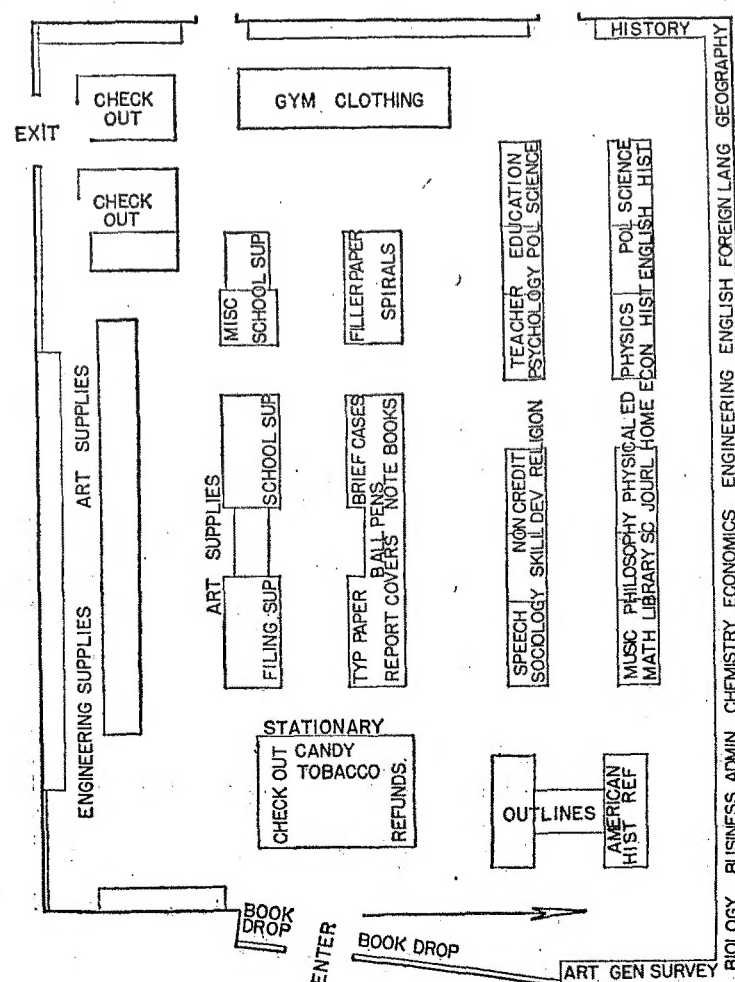 HISTORY
CHECK
OUT
GYM CLOTHING
EXIT
CHECK
OUT
MISC
SCHOOL SUP
FILLER PAPER
SPIRALS
TEACHER EDUCATION
PSYCHOLOGY POL SCIENCE
PHYSICS POL SCIENCE
HIST ENGLISH HIST
ART SUPPLIES
ENGINEERING SUPPLIES
ART SUPPLIES
SCHOOL SUP
FILING SUP
BRIEF CASES
BALL PENS
NOTE BOOKS
TYP PAPER
REPORT COVERS
SPEECH NON CREDIT
SOCIOLOGY SKILL DEV. RELIGION
MUSIC PHILOSOPHY PHYSICAL ED
MATH LIBRARY SC JOURL HOME ECON
BIOLOGY BUSINESS ADMIN CHEMISTRY ECONOMICS ENGINEERING ENGLISH FOREIGN LANG GEOGRAPHY
STATIONARY
CHECK OUT
CANDY
TOBACCO
REFUNDS.
OUTLINES
AMERICAN
HIST REF
BOOK
DROP
ENTER
BOOK DROP
ART GEN SURVEY